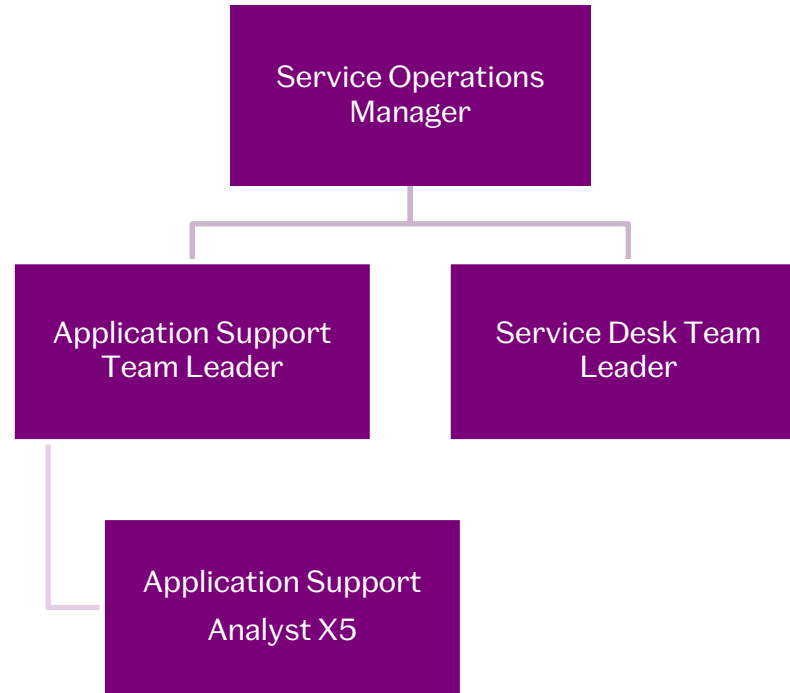 Service Operations
Manager
Application Support
Team Leader
Service Desk Team
Leader
Application Support
Analyst X5